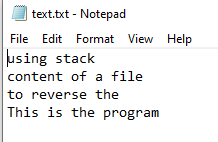 text.txt - Notepad
File Edit Format View Help
using stack
content of a file
to reverse the
This is the program